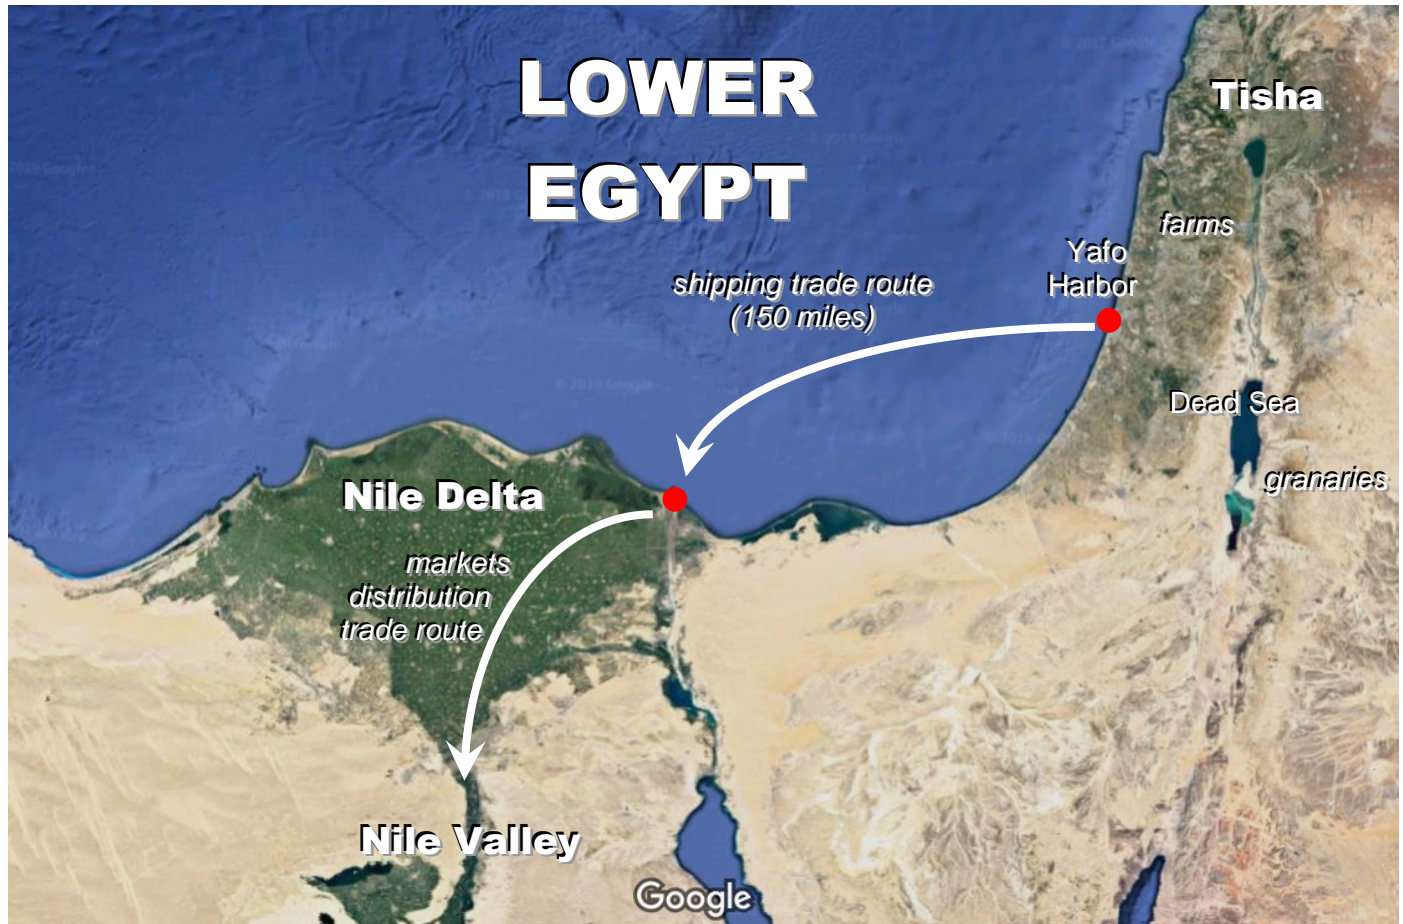 LOWER
EGYPT
Tisha
farms
Yafo
Harbor
shipping trade route
(150 miles)
Dead Sea
granaries
Nile Delta
markets
distribution
trade route
Nile Valley
Google